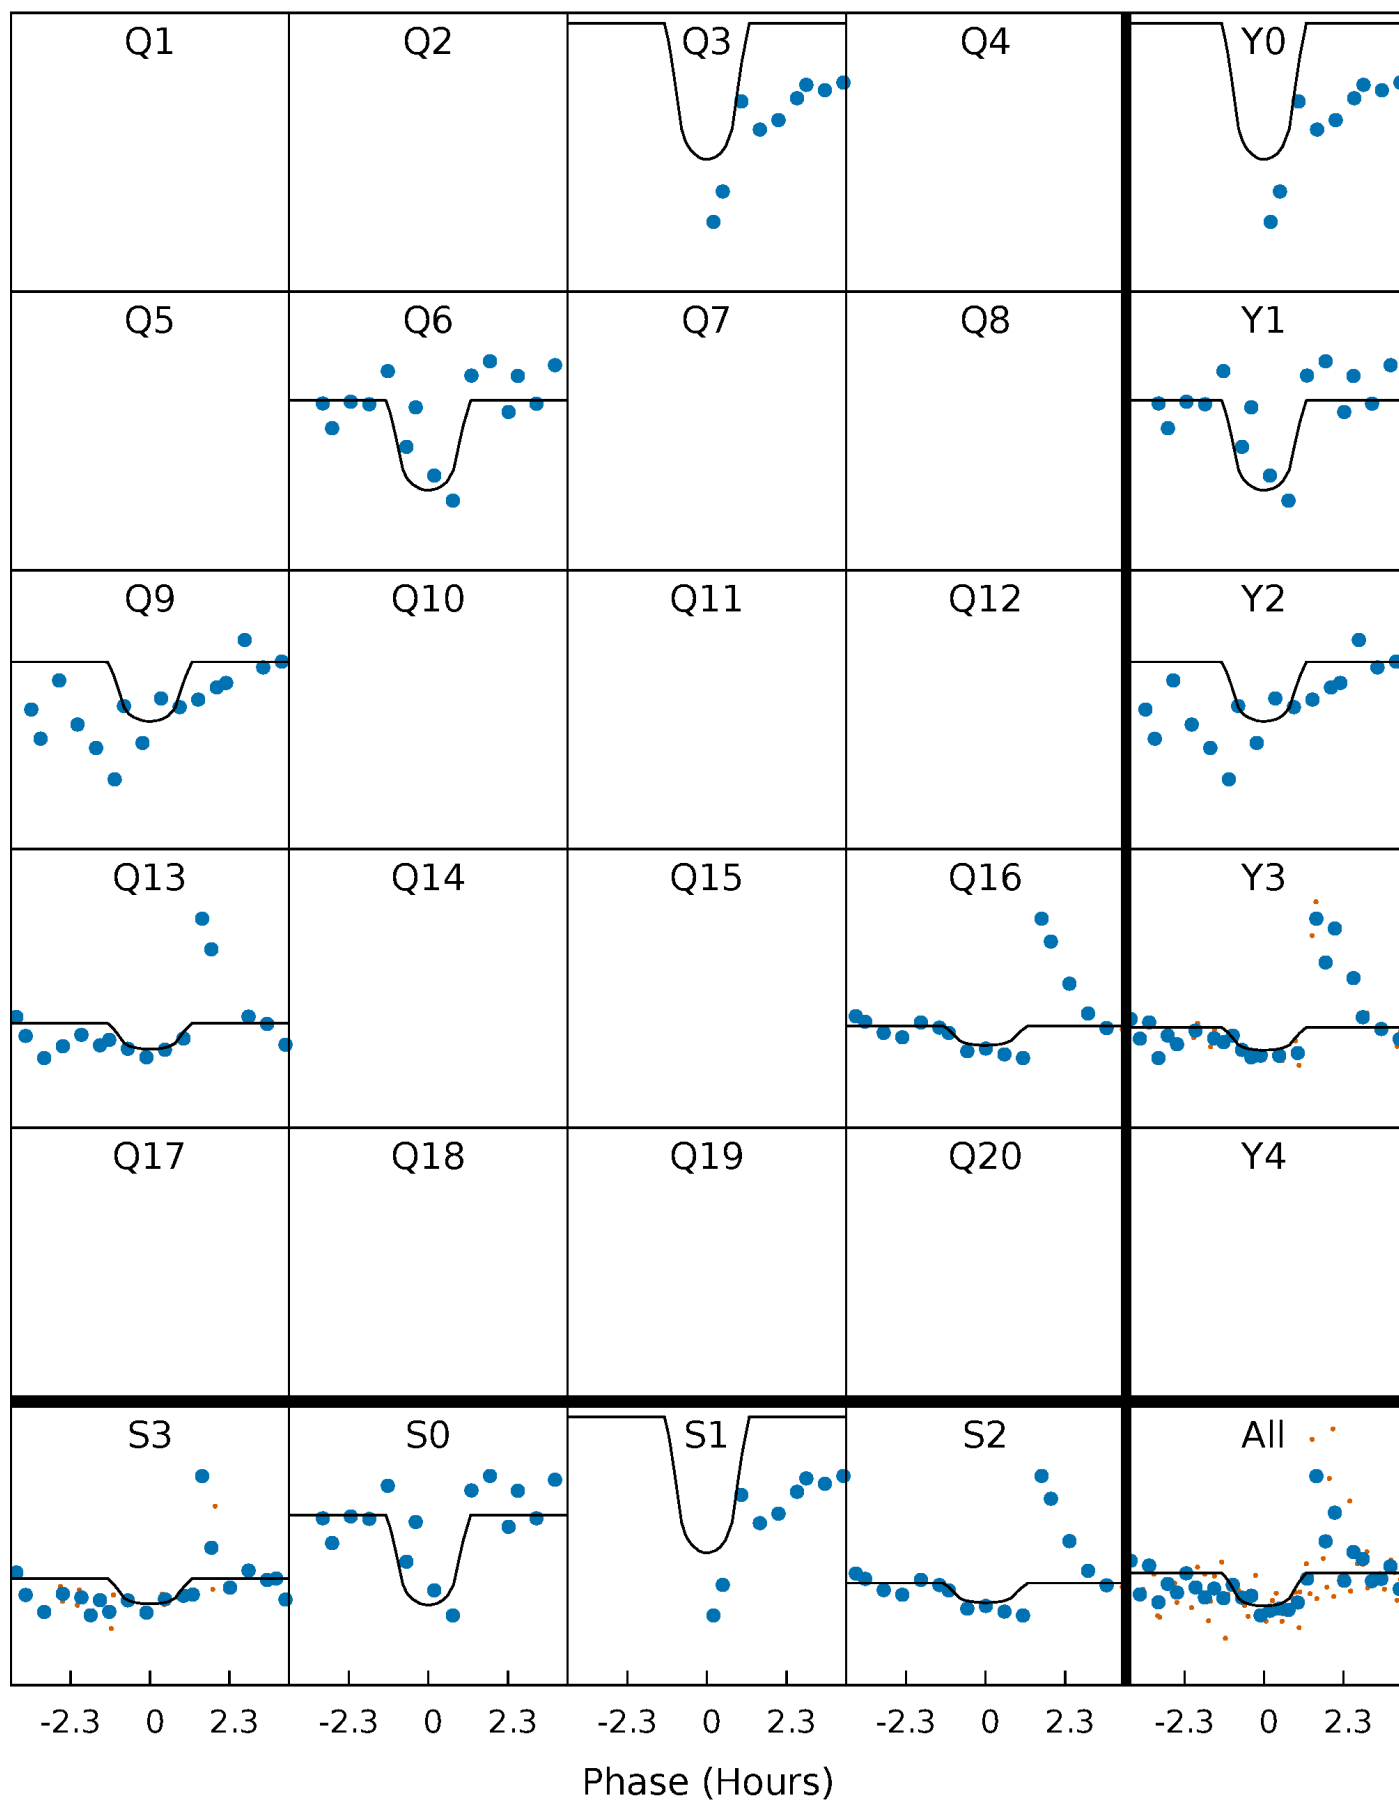 Q1 Q2 Q3 Q4 Y0
Q5 Q6 Q7 Q8 Y1
Q9 Q10 Q11 Q12 Y2
Q13 Q14 Q15 Q16 Y3
Q17 Q18 Q19 Q20 Y4
S3 S0 S1 S2 All
-2.3 0 2.3 -2.3 0 2.3 -2.3 0 2.3 -2.3 0 2.3 -2.3 0 2.3
Phase (Hours)